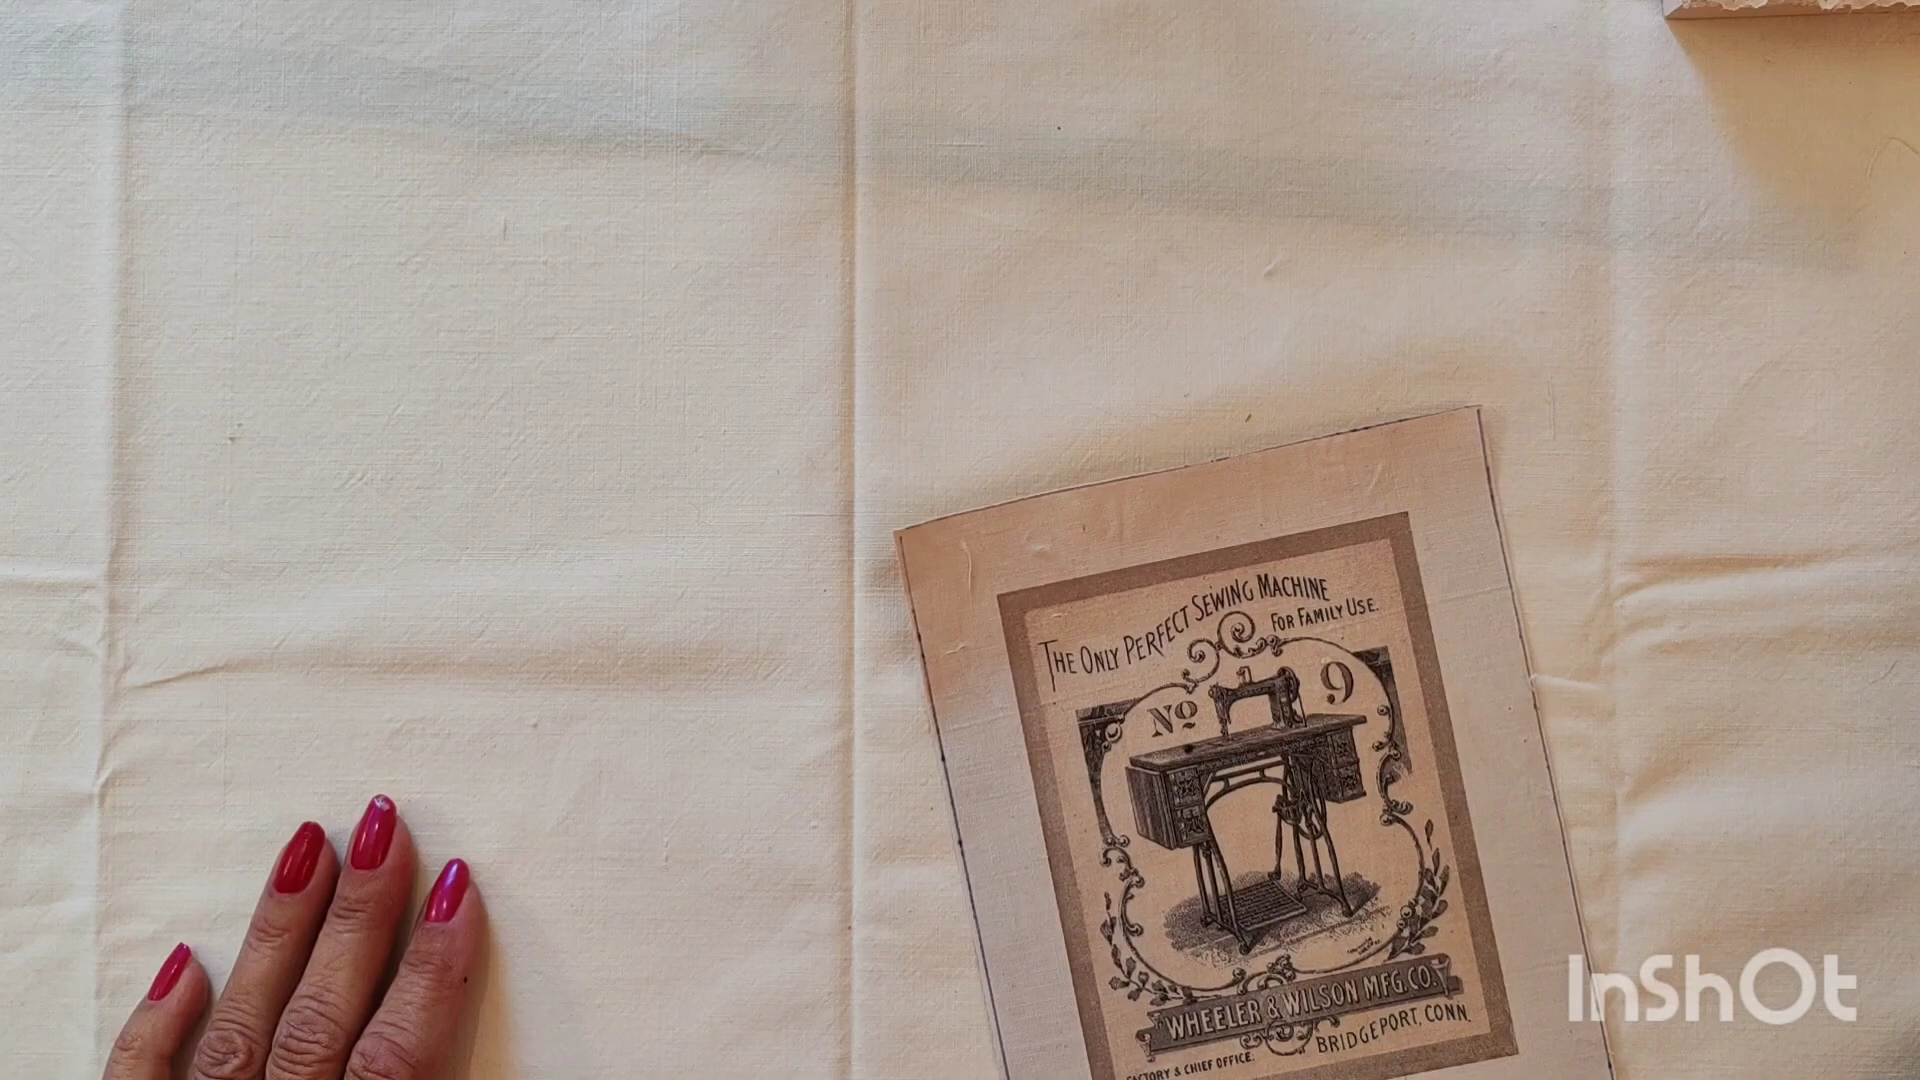 THE ONLY PERFECT SEWING MACHINE
FOR FAMILY USE.
NO 9
WHEELER & WILSON MFG.CO.
BRIDGEPORT, CONN.
FACTORY & CHIEF OFFICE:
InShOt